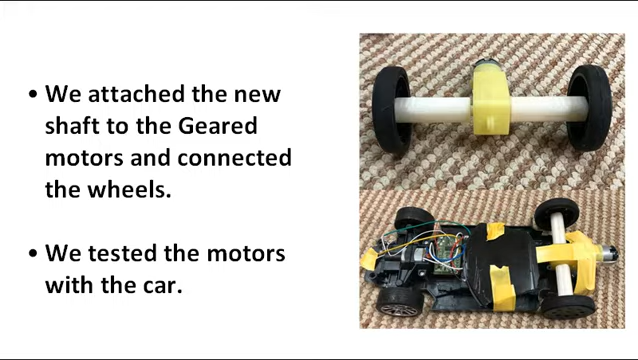 • We attached the new
shaft to the Geared
motors and connected
the wheels.
• We tested the motors
with the car.